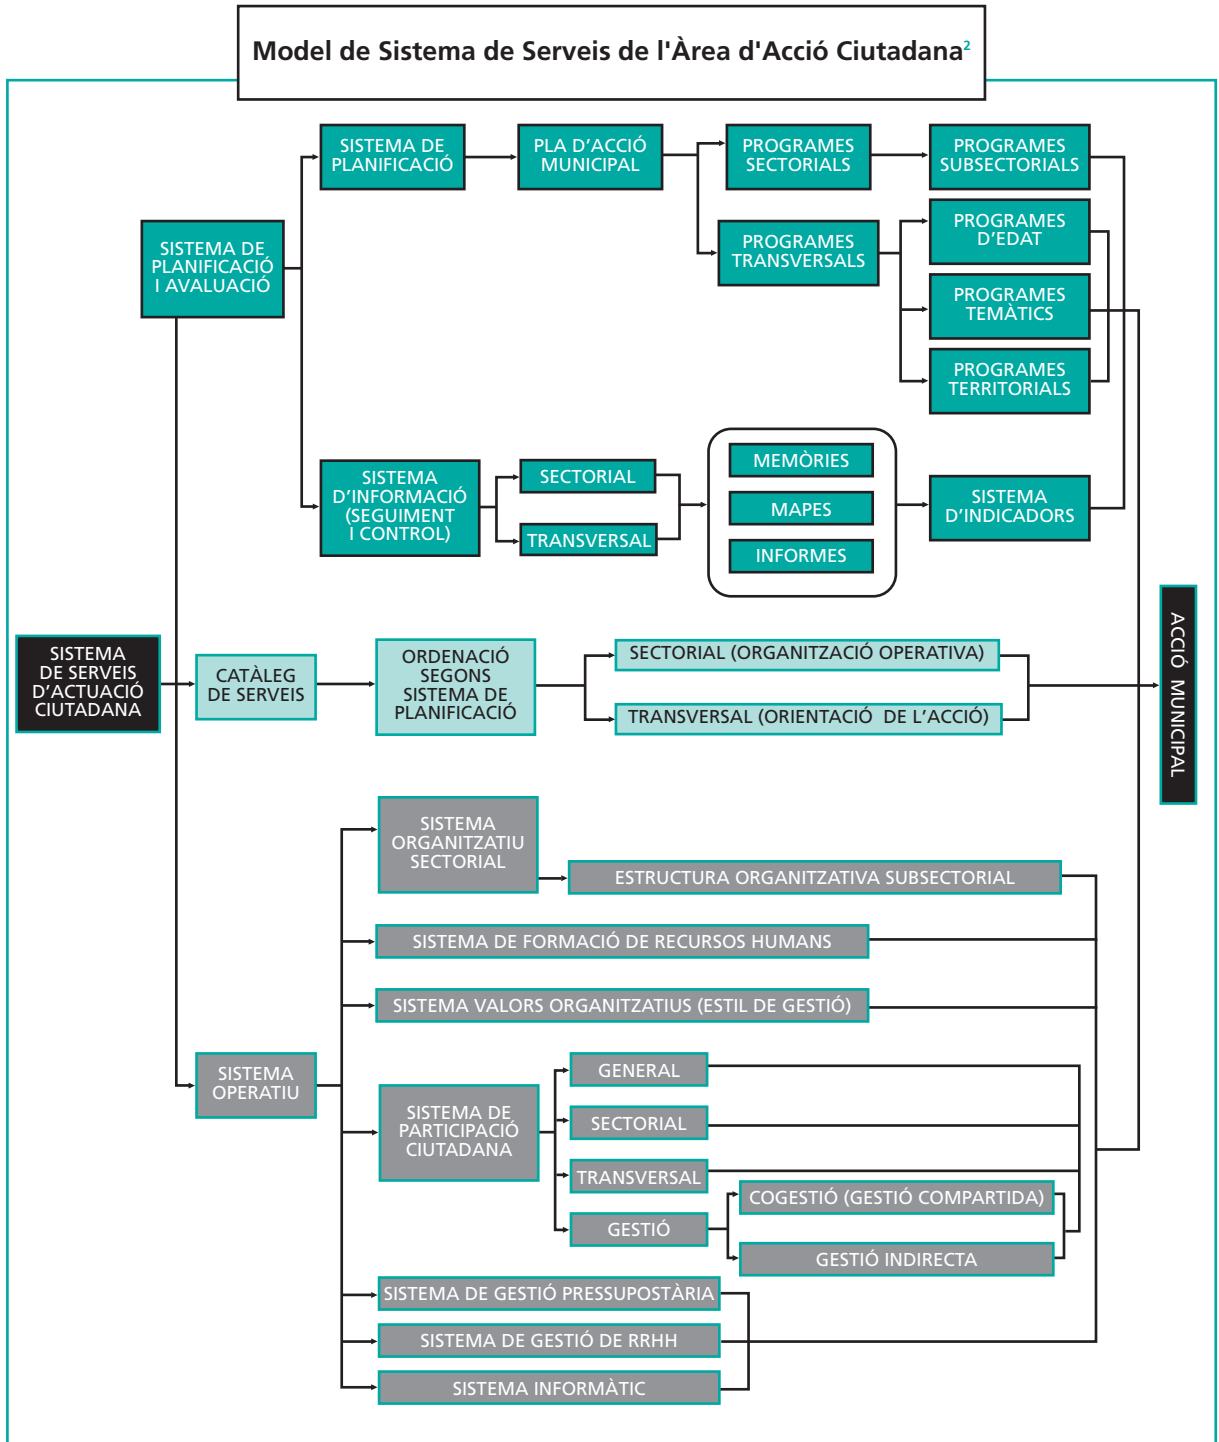 Model de Sistema de Serveis de l'Àrea d'Acció Ciutadana²
SISTEMA DE
PLANIFICACIÓ
PLA D’ACCIÓ
MUNICIPAL
PROGRAMES
SECTORIALS
PROGRAMES
SUBSECTORIALS
SISTEMA DE
PLANIFICACIÓ
I AVALUACIÓ
PROGRAMES
TRANSVERSALS
PROGRAMES
D’EDAT
PROGRAMES
TEMÀTICS
PROGRAMES
TERRITORIALS
SISTEMA
D’INFORMACIÓ
(SEGUIMENT
I CONTROL)
SECTORIAL
TRANSVERSAL
MEMÒRIES
MAPES
INFORMES
SISTEMA
D’INDICADORS
SISTEMA
DE SERVEIS
D’ACTUACIÓ
CIUTADANA
CATÀLEG
DE SERVEIS
ORDENACIÓ
SEGONS
SISTEMA DE
PLANIFICACIÓ
SECTORIAL (ORGANITZACIÓ OPERATIVA)
TRANSVERSAL (ORIENTACIÓ DE L’ACCIÓ)
ACCIÓ MUNICIPAL
SISTEMA
ORGANITZATIU
SECTORIAL
ESTRUCTURA ORGANITZATIVA SUBSECTORIAL
SISTEMA DE FORMACIÓ DE RECURSOS HUMANS
SISTEMA VALORS ORGANITZATIUS (ESTIL DE GESTIÓ)
SISTEMA
OPERATIU
SISTEMA DE
PARTICIPACIÓ
CIUTADANA
GENERAL
SECTORIAL
TRANSVERSAL
GESTIÓ
COGESTIÓ (GESTIÓ COMPARTIDA)
GESTIÓ INDIRECTA
SISTEMA DE GESTIÓ PRESSUPOSTÀRIA
SISTEMA DE GESTIÓ DE RRHH
SISTEMA INFORMÀTIC